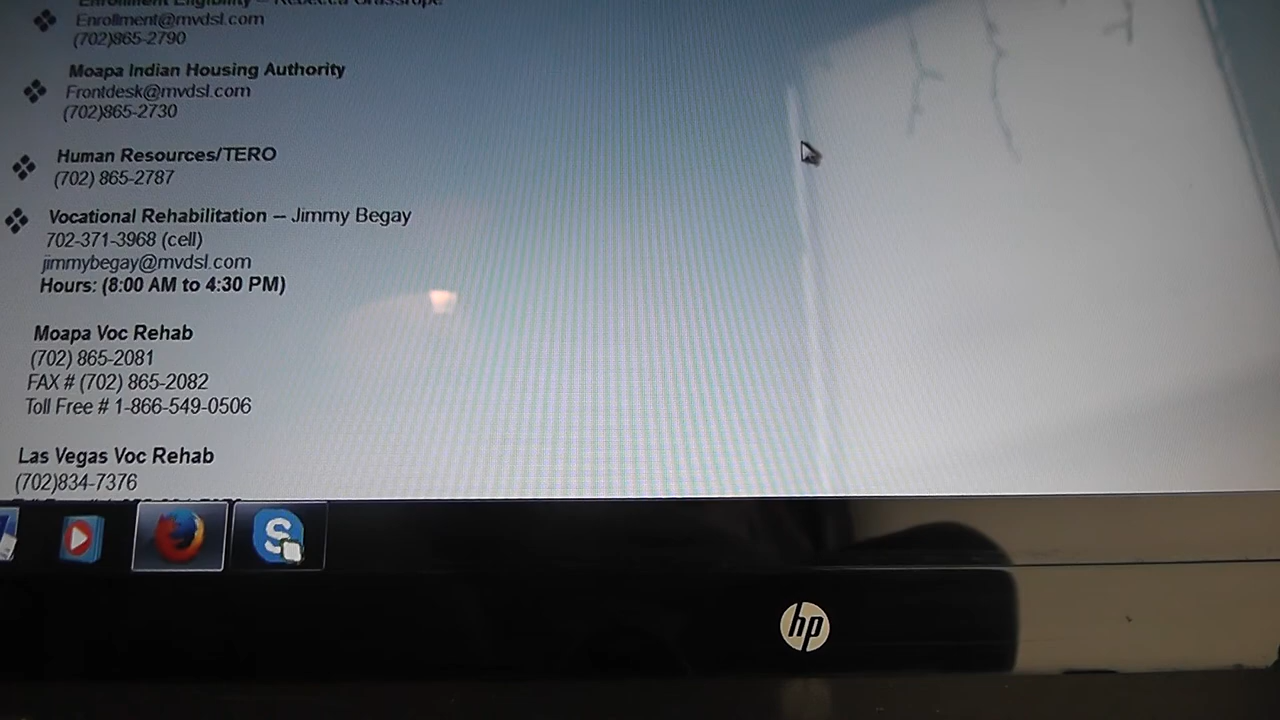 Enrollment Eligibility – Rebecca
Enrollment@mvdsl.com
(702)865-2790
Moapa Indian Housing Authority
Frontdesk@mvdsl.com
(702)865-2730
Human Resources/TERO
(702) 865-2787
Vocational Rehabilitation – Jimmy Begay
702-371-3968 (cell)
jimmybegay@mvdsl.com
Hours: (8:00 AM to 4:30 PM)
Moapa Voc Rehab
(702) 865-2081
FAX # (702) 865-2082
Toll Free # 1-866-549-0506
Las Vegas Voc Rehab
(702)834-7376
S
hp